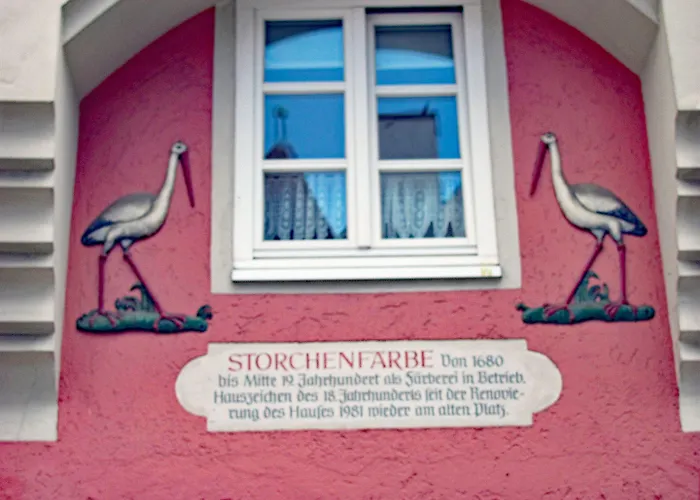 STORCHENFARBE Von 1680
bis Mitte 19. Jahrhundert als Färberei in Betrieb.
Hauszeichen des 18. Jahrhunderts seit der Renovie-
rung des Hauses 1981 wieder am alten Platz.